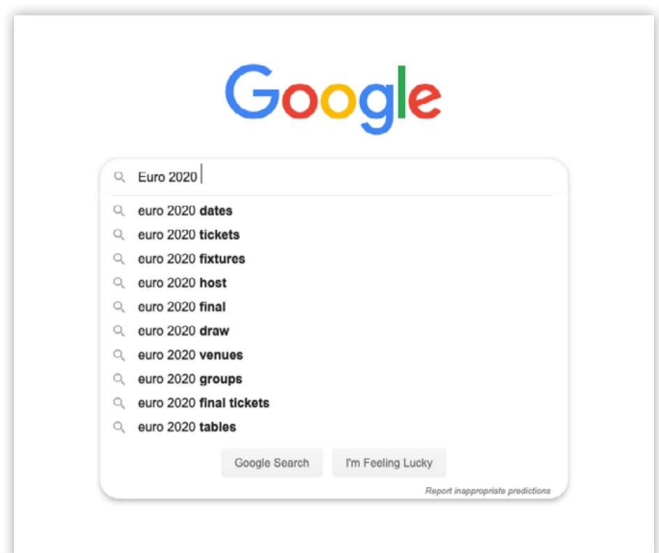 Google
Euro 2020
euro 2020 dates
euro 2020 tickets
euro 2020 fixtures
euro 2020 host
euro 2020 final
euro 2020 draw
euro 2020 venues
euro 2020 groups
euro 2020 final tickets
euro 2020 tables
Google Search I'm Feeling Lucky
Report inappropriate predictions